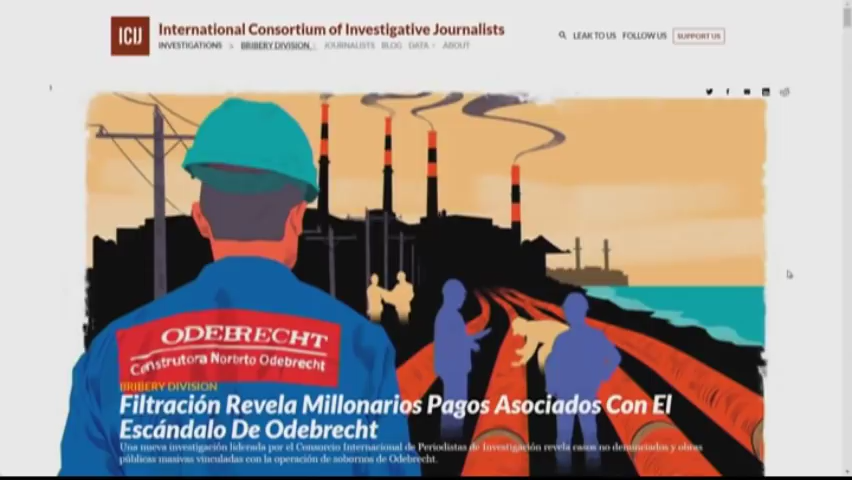 ICIJ
International Consortium of Investigative Journalists
INVESTIGATIONS > BRIBERY DIVISION JOURNALISTS BLOG DATA ABOUT
LEAK TO US FOLLOW US SUPPORT US
ODEBRECHT
Construtora Norberto Odebrecht
BRIBERY DIVISION
Filtración Revela Millonarios Pagos Asociados Con El
Escándalo De Odebrecht
Una nueva investigación liderada por el Consorcio Internacional de Periodistas de Investigación revela casos no denunciados y obras
públicas masivas vinculadas con la operación de sobornos de Odebrecht.